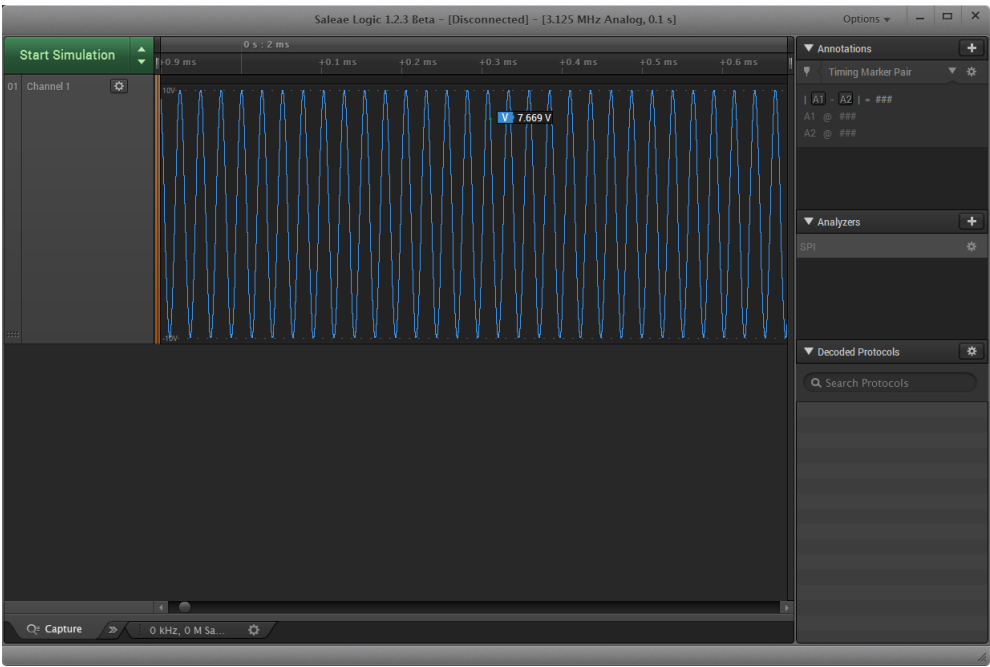 Saleae Logic 1.2.3 Beta - [Disconnected] - [3.125 MHz Analog, 0.1 s]
Options
Start Simulation
0 s : 2 ms
+0.9 ms
+0.1 ms
+0.2 ms
+0.3 ms
+0.4 ms
+0.5 ms
+0.6 ms
01 Channel 1
10V
V 7.669 V
-10V
Annotations
Timing Marker Pair
| A1 - A2 | = ###
A1 @ ###
A2 @ ###
Analyzers
SPI
Decoded Protocols
Search Protocols
Capture
0 kHz, 0 M Sa...